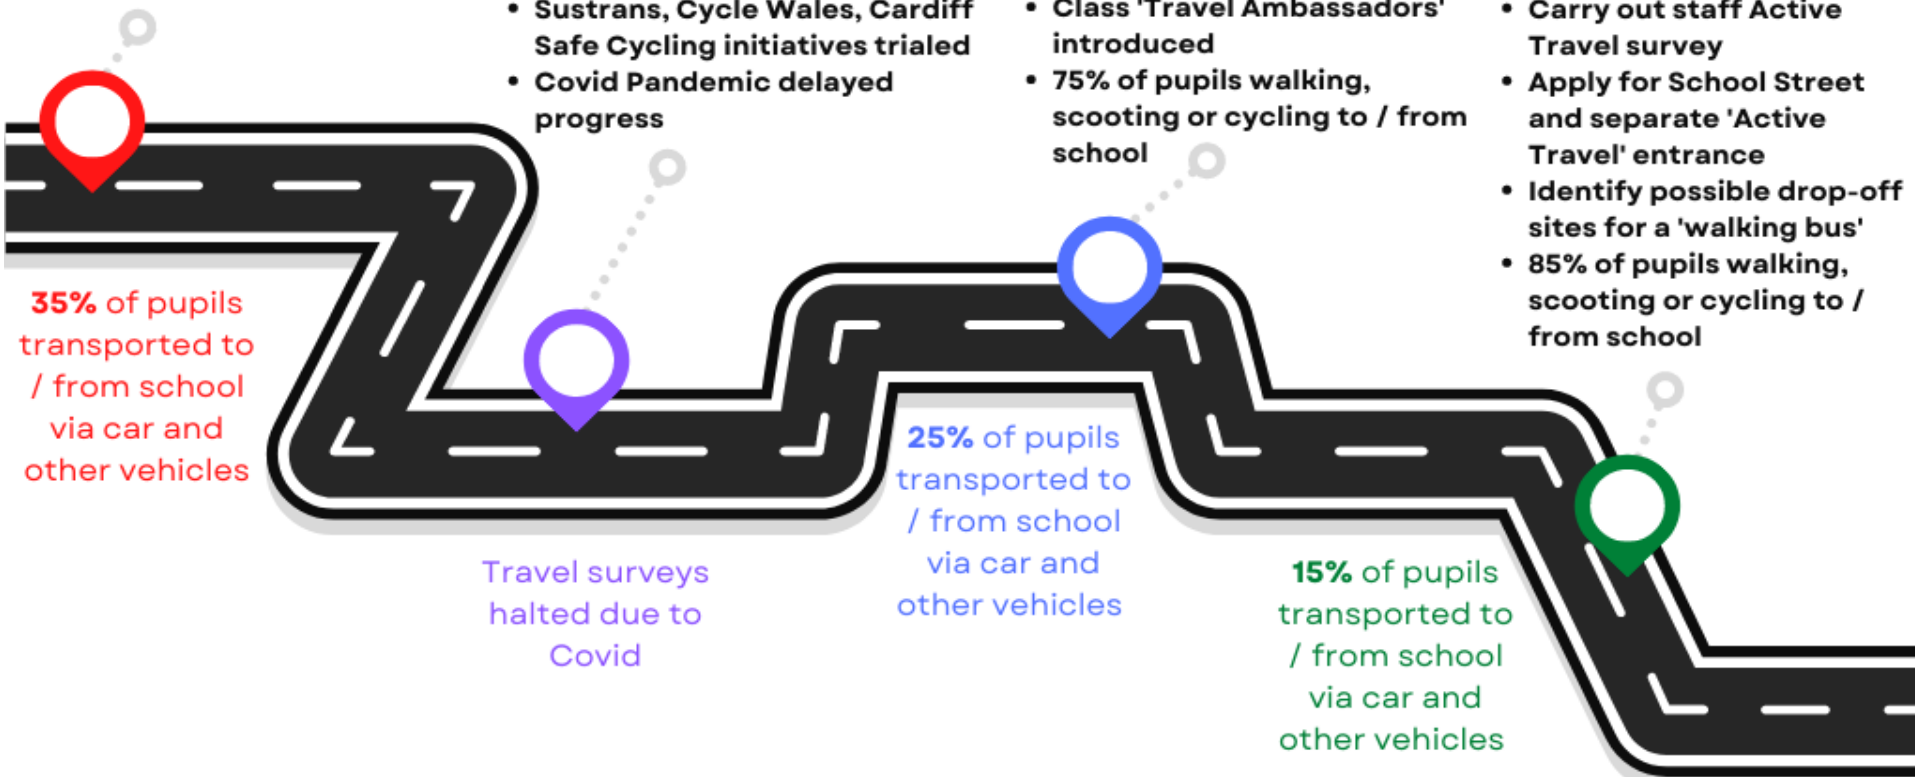 Sustrans, Cycle Wales, Cardiff
Safe Cycling initiatives trialed
Covid Pandemic delayed
progress
Class 'Travel Ambassadors'
introduced
75% of pupils walking,
scooting or cycling to / from
school
Carry out staff Active
Travel survey
Apply for School Street
and separate 'Active
Travel' entrance
Identify possible drop-off
sites for a 'walking bus'
85% of pupils walking,
scooting or cycling to /
from school
35% of pupils
transported to
/ from school
via car and
other vehicles
Travel surveys
halted due to
Covid
25% of pupils
transported to
/ from school
via car and
other vehicles
15% of pupils
transported to
/ from school
via car and
other vehicles